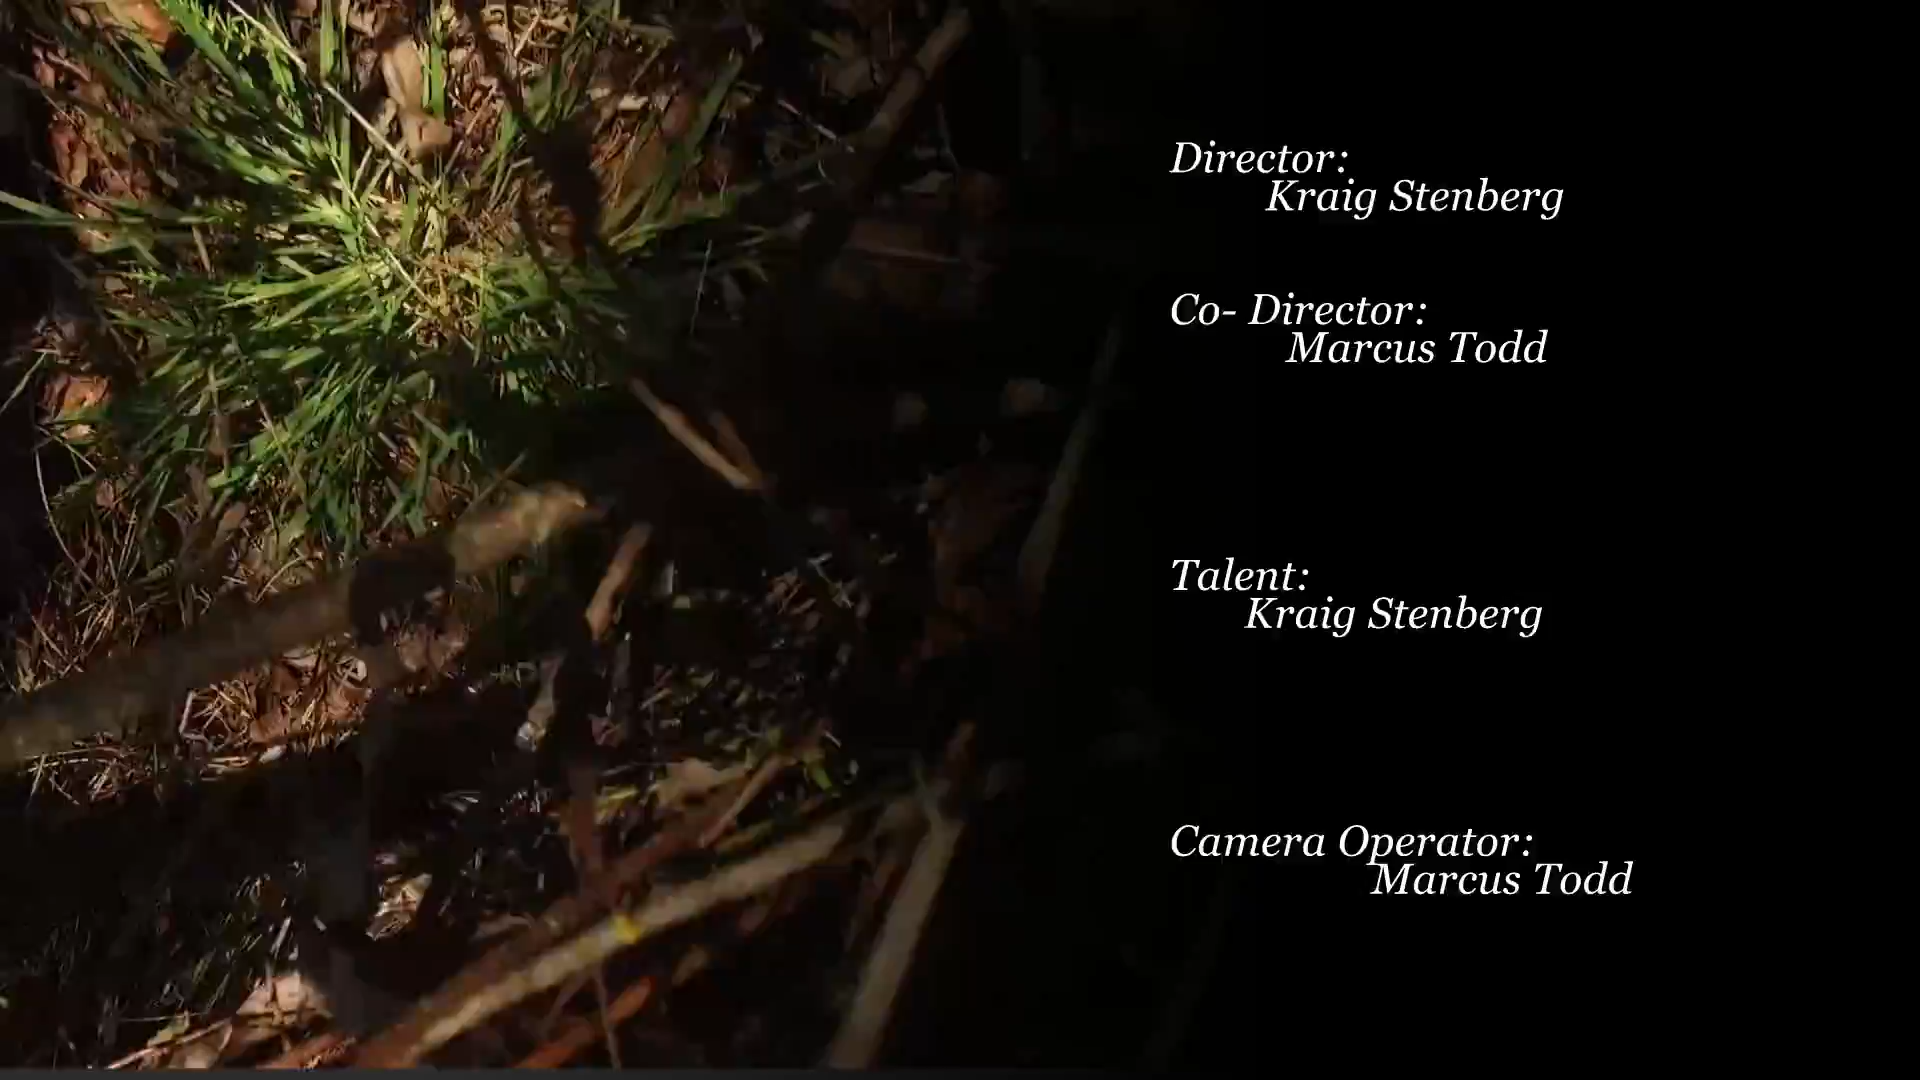 Director:
Kraig Stenberg
Co- Director:
Marcus Todd
Talent:
Kraig Stenberg
Camera Operator:
Marcus Todd